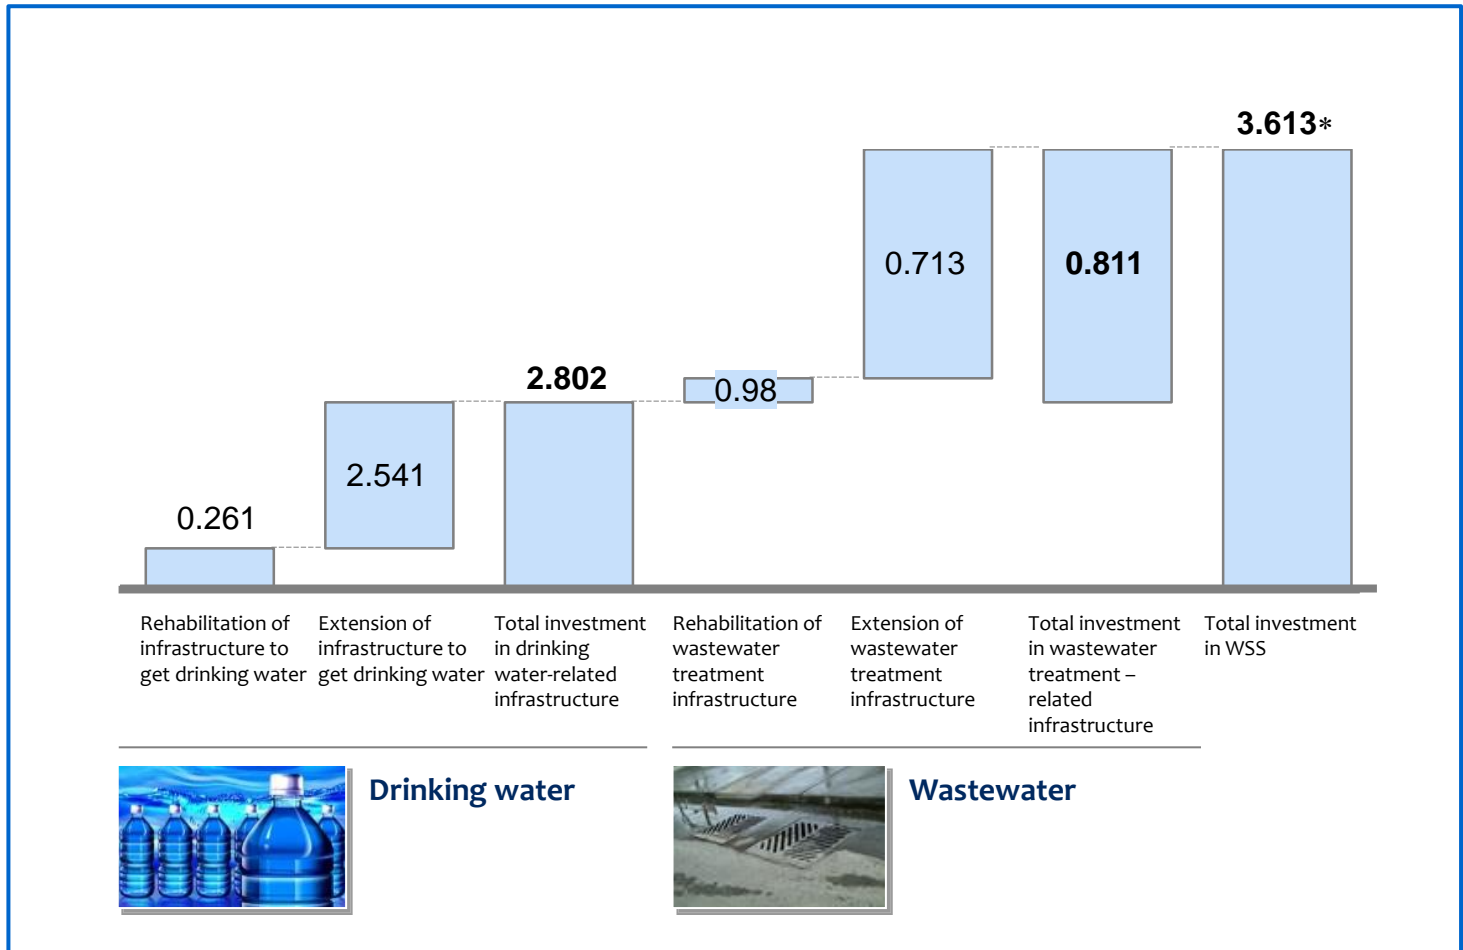 3.613*
0.713
0.811
2.802
0.98
2.541
0.261
Rehabilitation of
infrastructure to
get drinking water
Extension of
infrastructure to
get drinking water
Total investment
in drinking
water-related
infrastructure
Rehabilitation of
wastewater
treatment
infrastructure
Extension of
wastewater
treatment
infrastructure
Total investment
in wastewater
treatment –
related
infrastructure
Total investment
in WSS
Drinking water
Wastewater